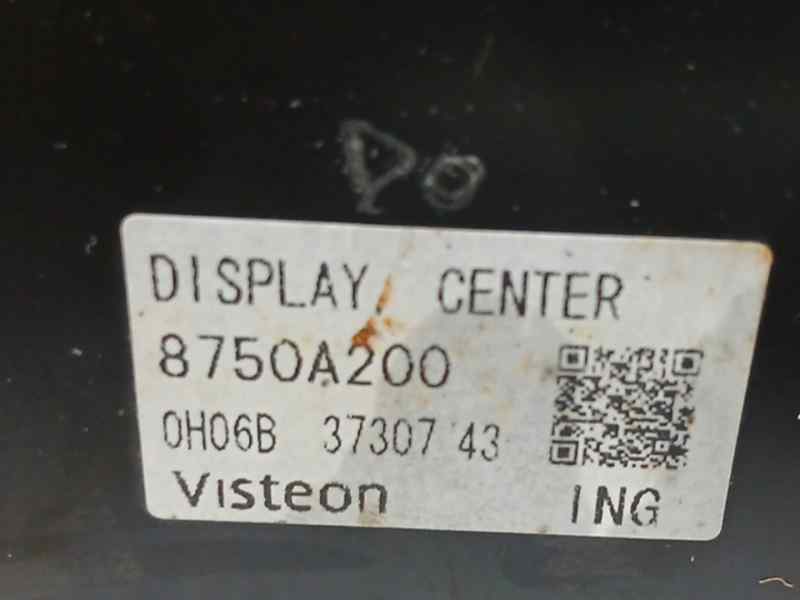 DISPLAY, CENTER
8750A200
0H06B 37307 43
Visteon ING